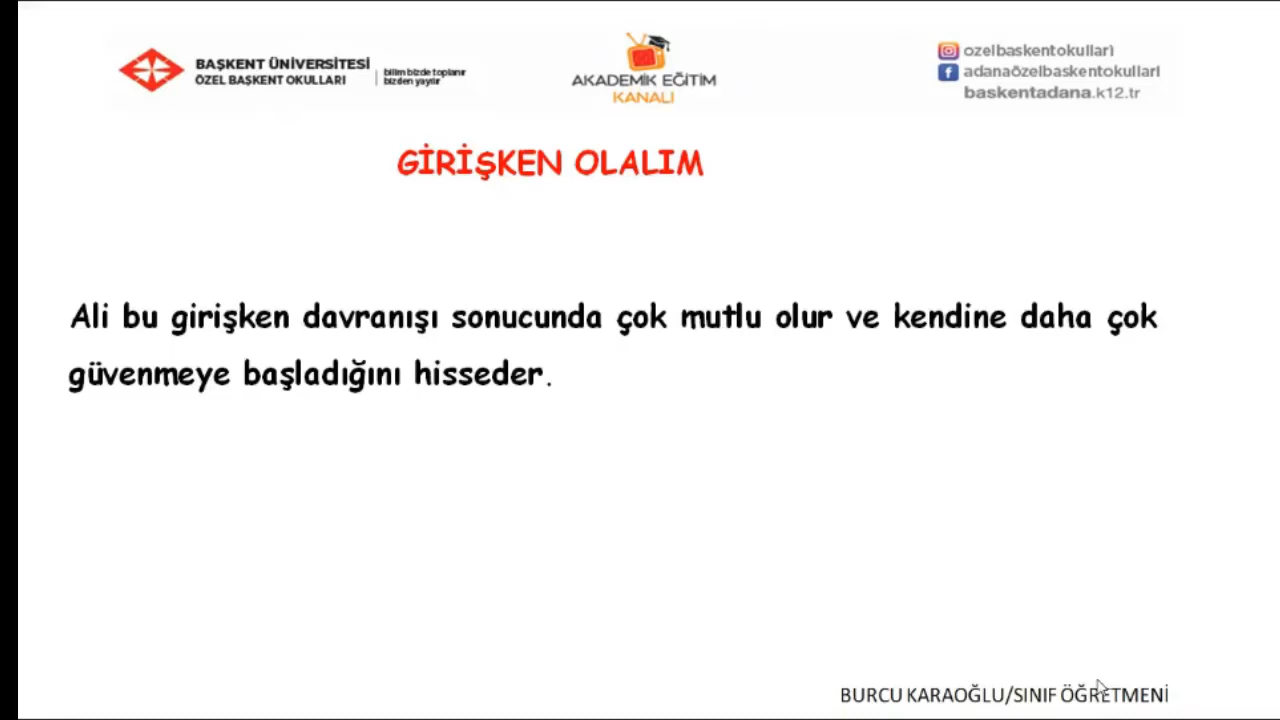 BAŞKENT ÜNİVERSİTESİ
ÖZEL BAŞKENT OKULLARI
bilim bizde toplanır
bizden yayılır
AKADEMİK EĞİTİM
KANALI
ozelbaskentokullari
adanaözelbaskentokullari
baskentadana.k12.tr
GİRİŞKEN OLALIM
Ali bu girişken davranışı sonucunda çok mutlu olur ve kendine daha çok
güvenmeye başladığını hisseder.
BURCU KARAOĞLU/SINIF ÖĞRETMENİ